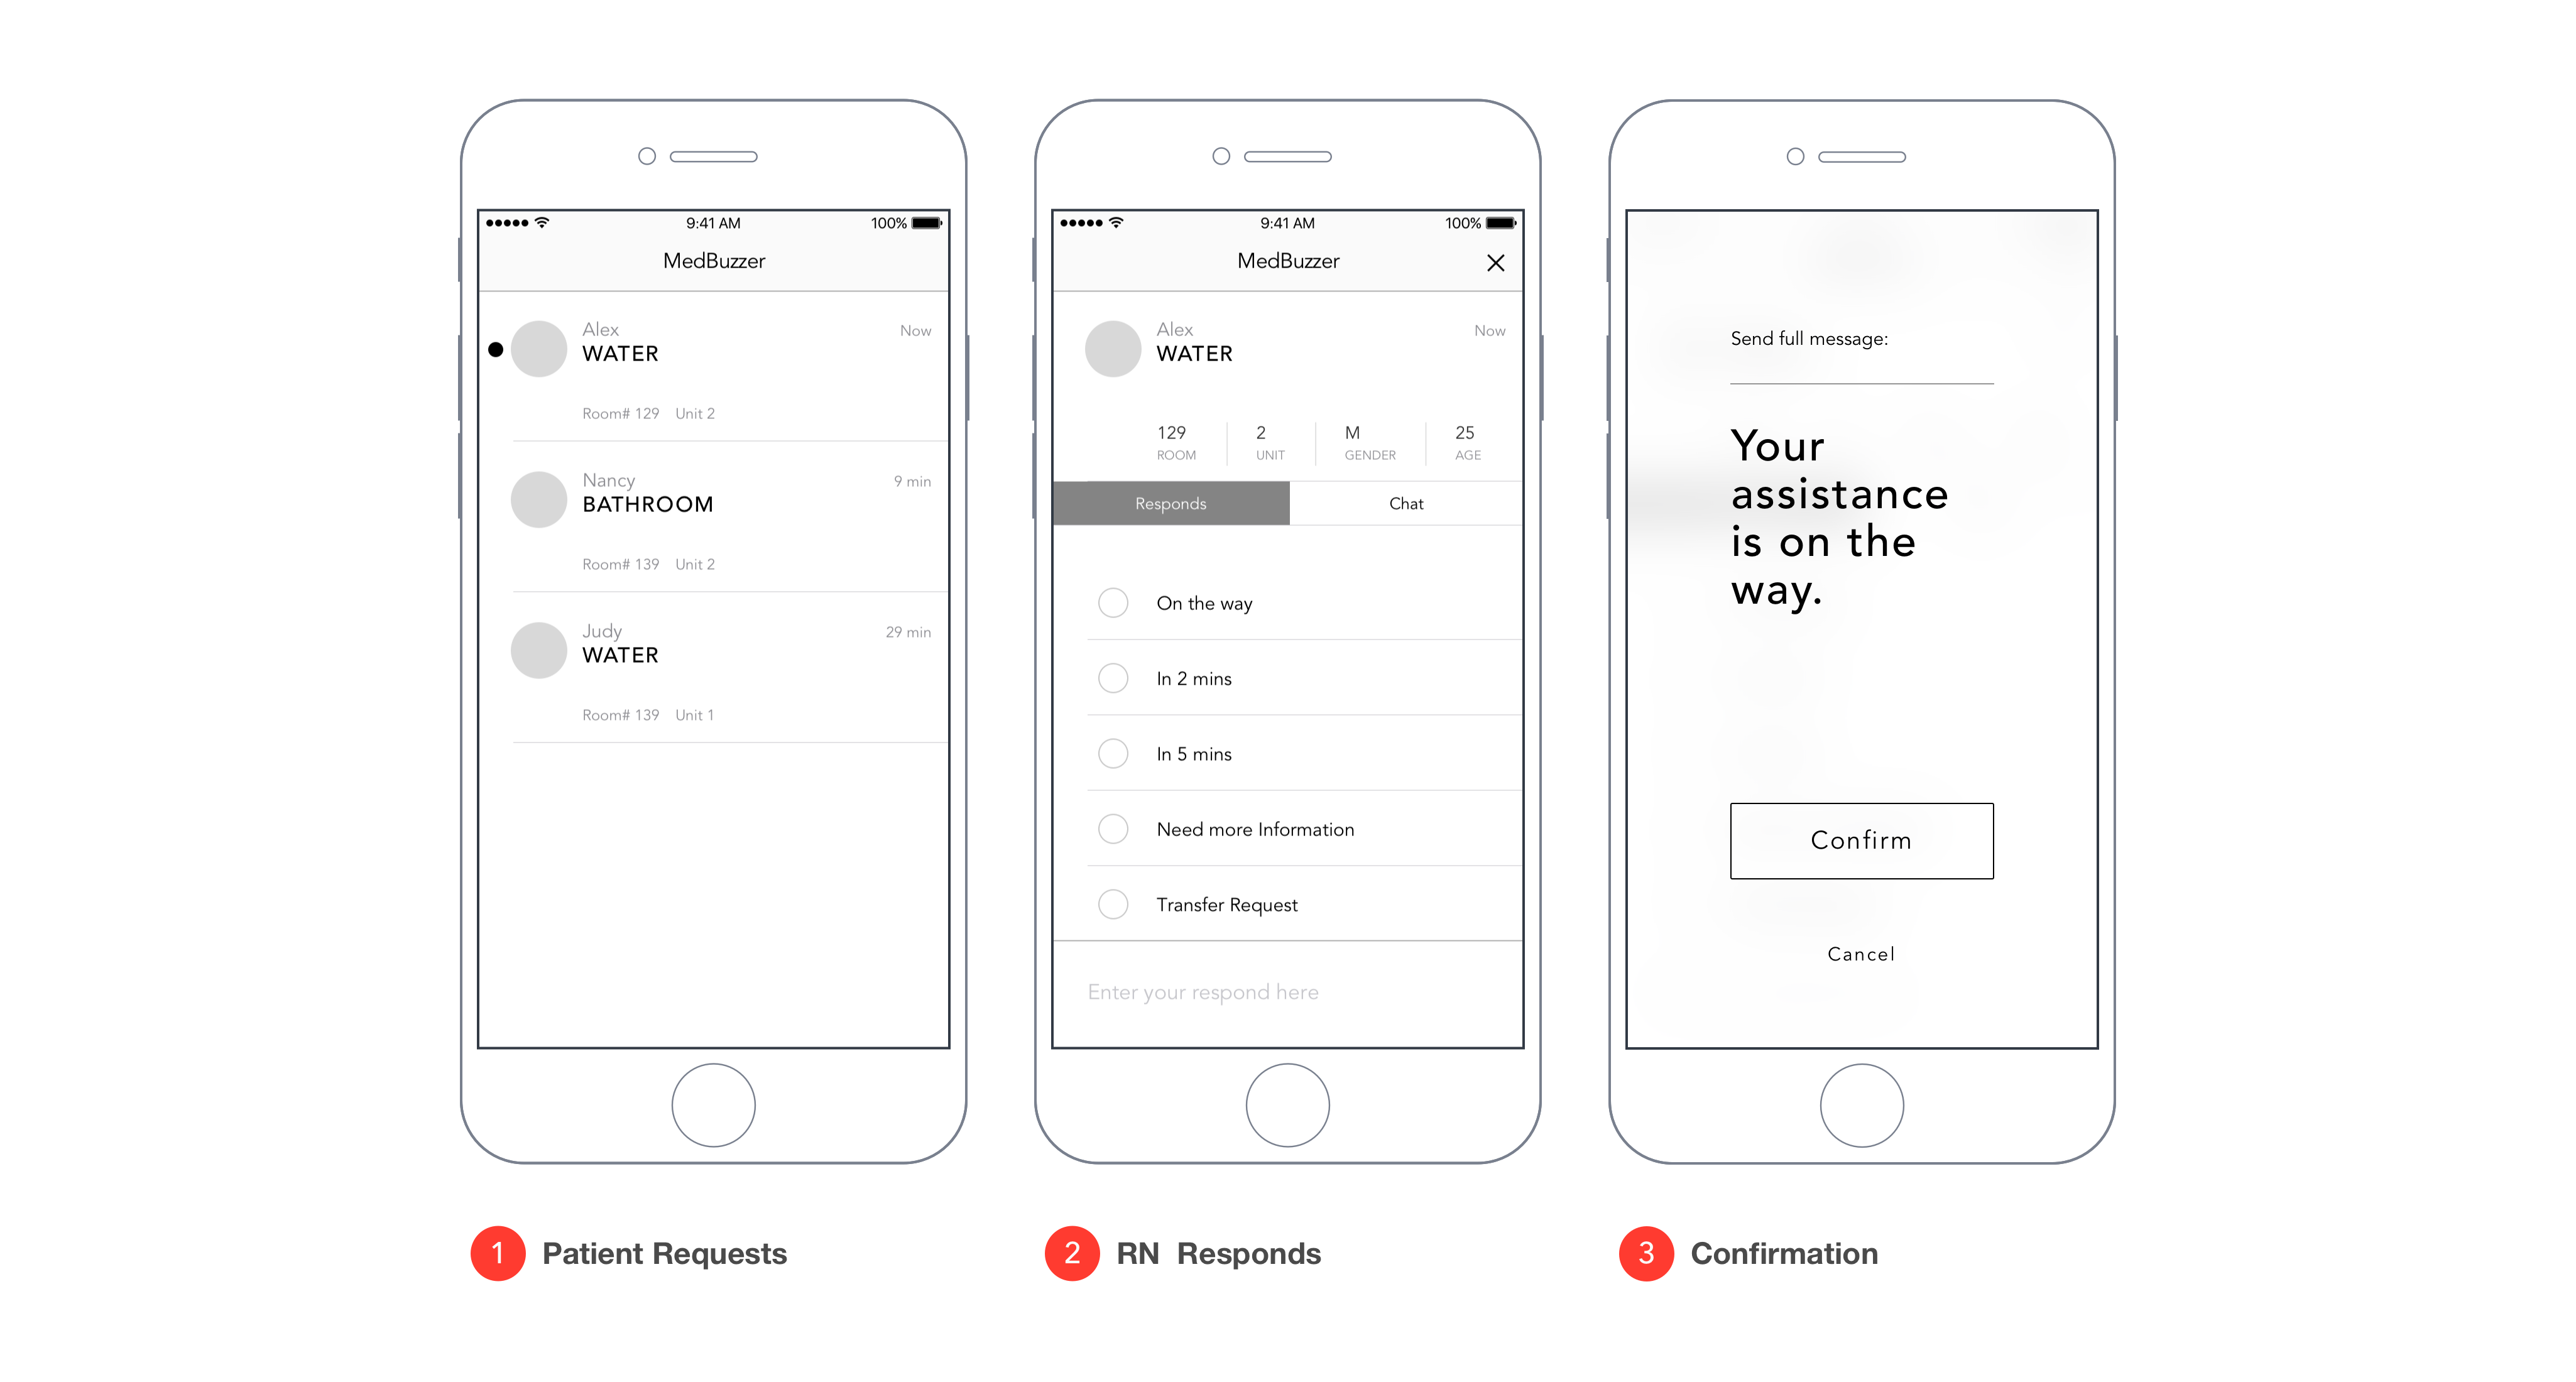 9:41 AM 100%
MedBuzzer
Alex Now
WATER
Room# 129 Unit 2
Nancy 9 min
BATHROOM
Room# 139 Unit 2
Judy 29 min
WATER
Room# 139 Unit 1
1 Patient Requests
9:41 AM 100%
MedBuzzer
Alex Now
WATER
129 2 M 25
ROOM UNIT GENDER AGE
Responds Chat
On the way
In 2 mins
In 5 mins
Need more Information
Transfer Request
Enter your respond here
2 RN Responds
Send full message:
Your
assistance
is on the
way.
Confirm
Cancel
3 Confirmation